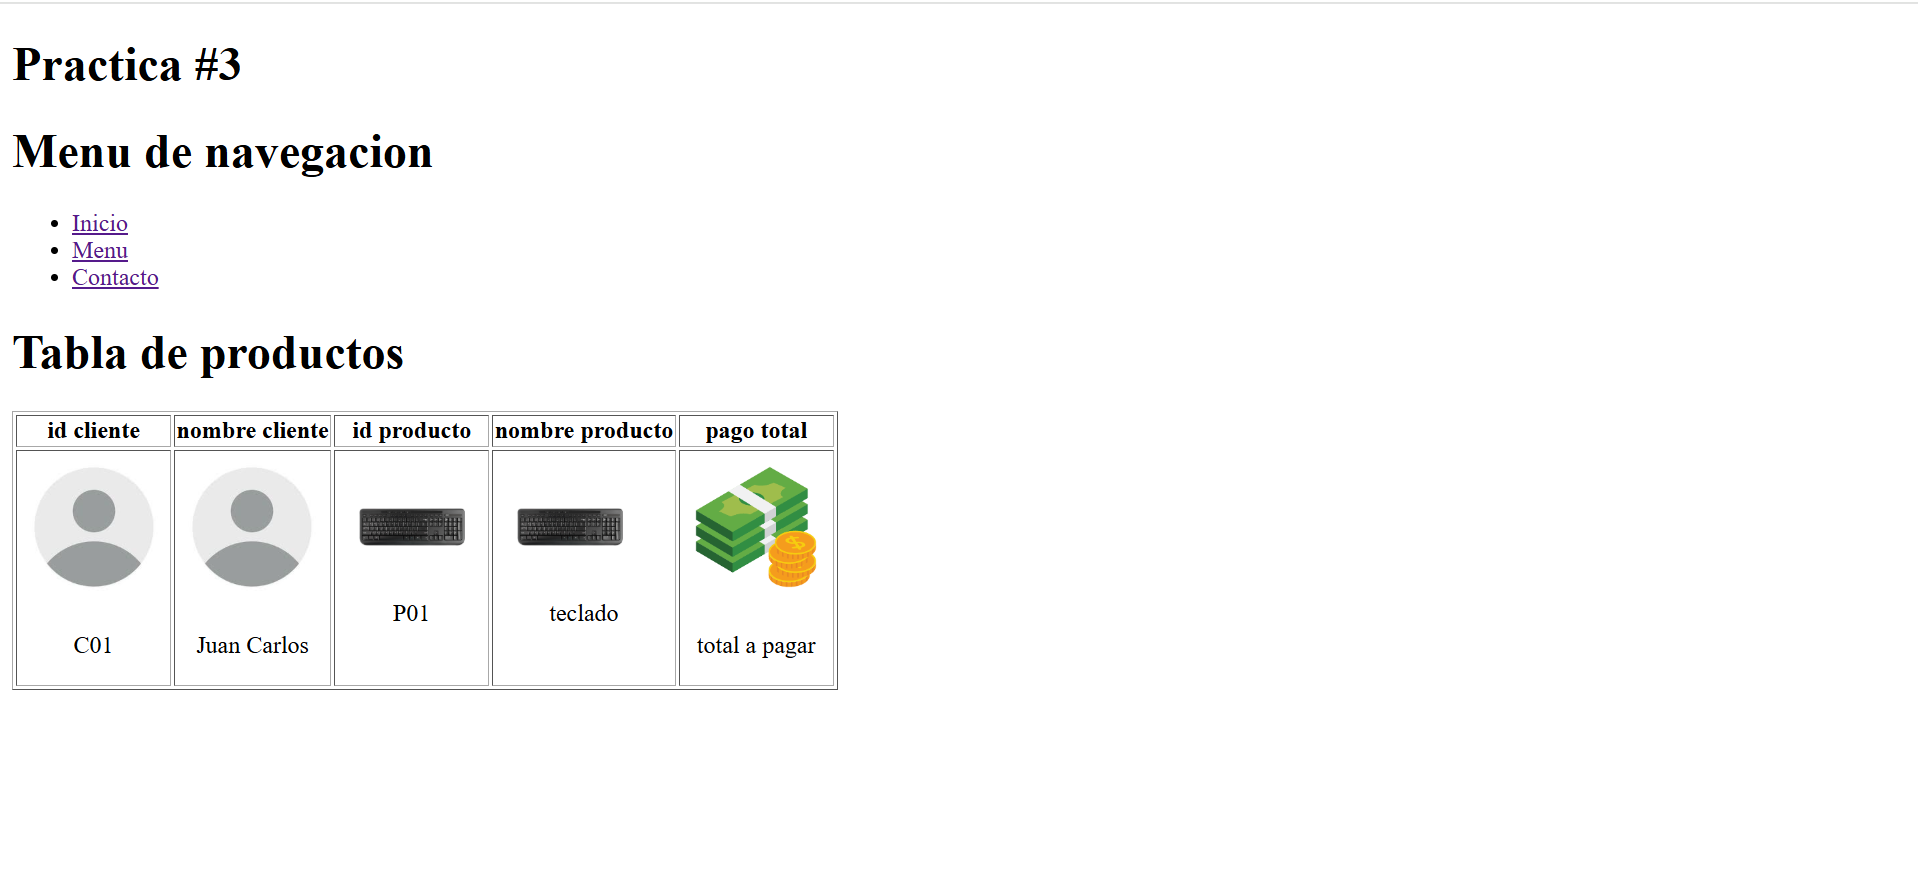 Practica #3
Menu de navegacion
Inicio
Menu
Contacto
Tabla de productos
id cliente nombre cliente id producto nombre producto pago total
P01 teclado
C01 Juan Carlos total a pagar